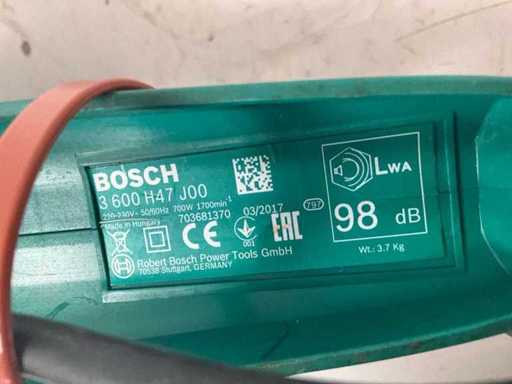 BOSCH
3 600 H47 J00
220-230V~ 50/60Hz 700W 1700min⁻¹
Made in Hungary 703681370 03/2017 797
001 EAC
Robert Bosch Power Tools GmbH
70538 Stuttgart, GERMANY
LWA
98 dB
Wt.: 3.7 Kg